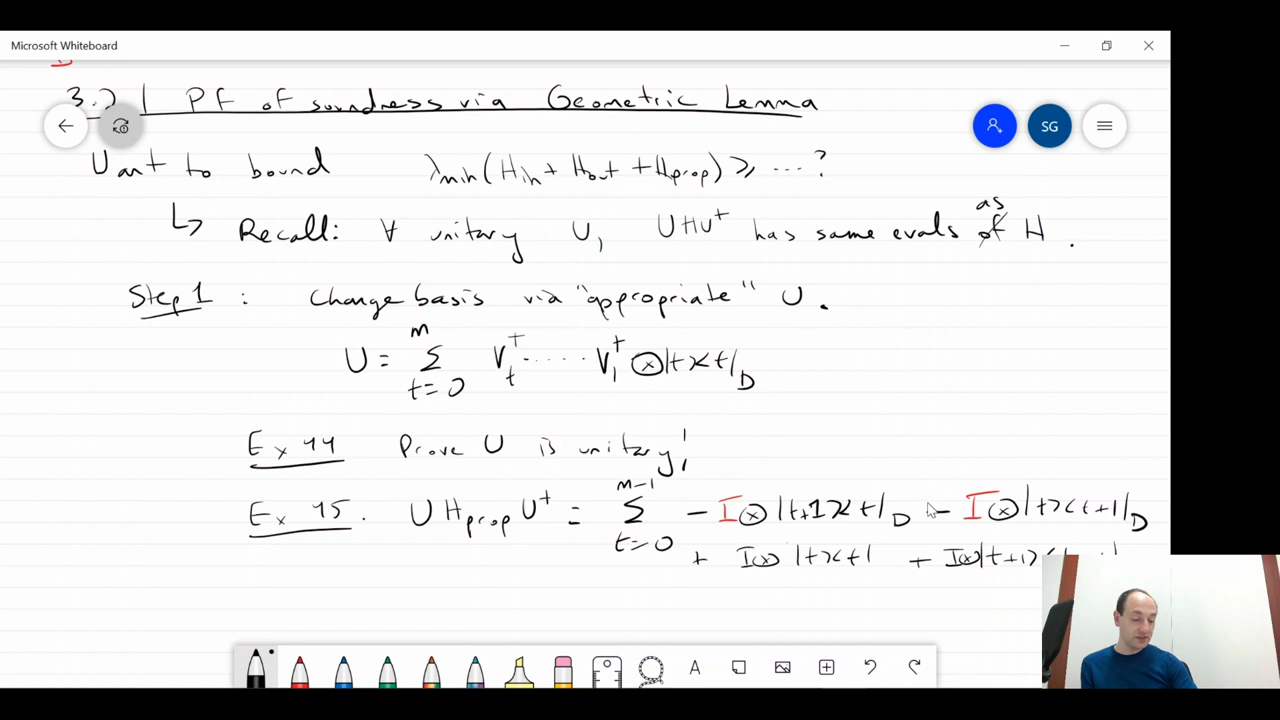 Microsoft Whiteboard
3.2 | PF of soundness via Geometric Lemma
SG
Want to bound λmin(Hin + Hout + Hprop) ≥ ... ?
as
↳ Recall: ∀ unitary U, UHU† has same evals of H.
Step 1 : Change basis via "appropriate" U.
U = Σ_{t=0}^{m} V_t† ..... V_1† ⊗ |t><t|_D
Ex 44 Prove U is unitary!
Ex 45. U Hprop U† = Σ_{t=0}^{m-1} - I ⊗ |t+1><t|_D - I ⊗ |t><t+1|_D
+ I⊗ |t><t| + I⊗|t+1><
A